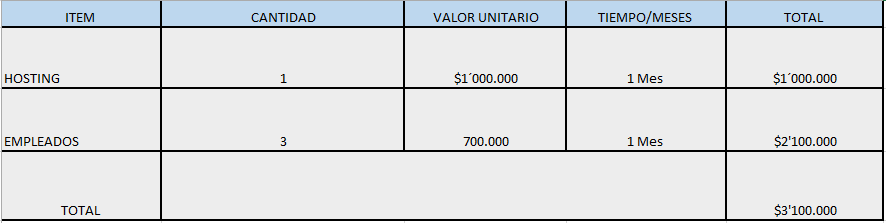 ITEM CANTIDAD VALOR UNITARIO TIEMPO/MESES TOTAL
HOSTING 1 $1´000.000 1 Mes $1´000.000
EMPLEADOS 3 700.000 1 Mes $2'100.000
TOTAL $3'100.000